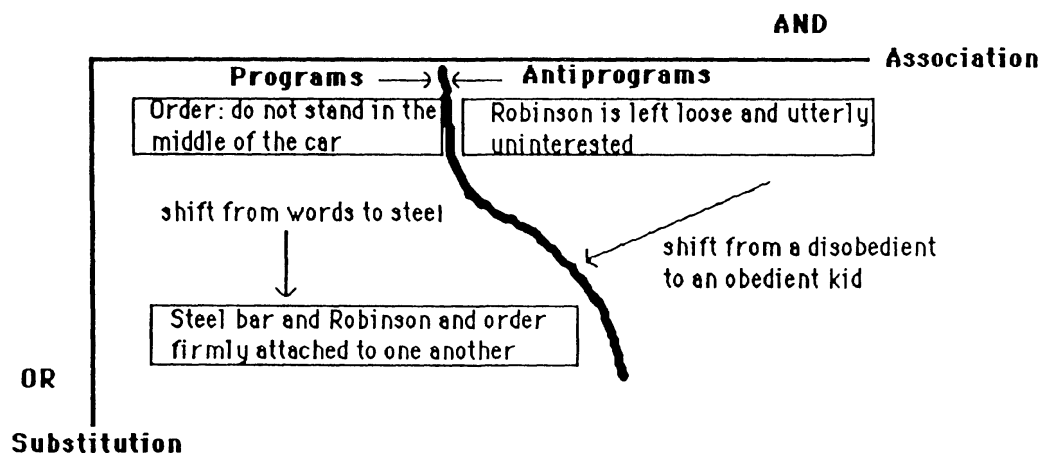 AND
Association
Programs
Antiprograms
Order: do not stand in the
middle of the car
Robinson is left loose and utterly
uninterested
shift from words to steel
shift from a disobedient
to an obedient kid
Steel bar and Robinson and order
firmly attached to one another
OR
Substitution